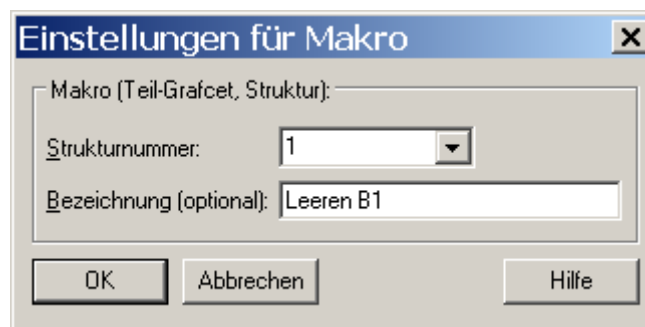 Einstellungen für Makro
Makro (Teil-Grafcet, Struktur):
Strukturnummer: 1
Bezeichnung (optional): Leeren B1
OK Abbrechen Hilfe